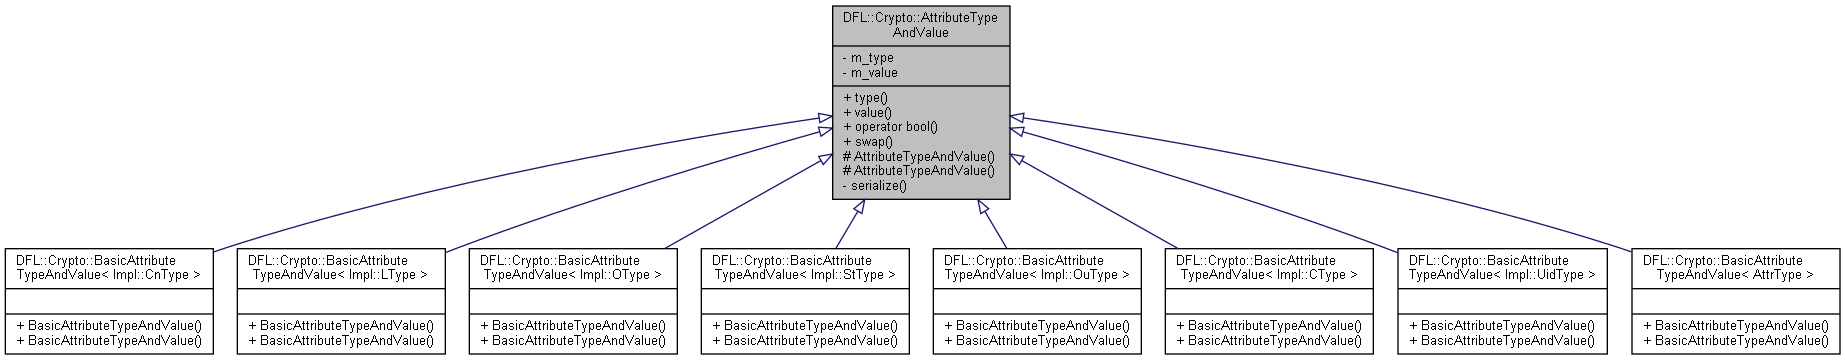 DFL::Crypto::AttributeType
AndValue
- m_type
- m_value
+ type()
+ value()
+ operator bool()
+ swap()
# AttributeTypeAndValue()
# AttributeTypeAndValue()
- serialize()
DFL::Crypto::BasicAttribute
TypeAndValue< Impl::CnType >
+ BasicAttributeTypeAndValue()
+ BasicAttributeTypeAndValue()
DFL::Crypto::BasicAttribute
TypeAndValue< Impl::LType >
+ BasicAttributeTypeAndValue()
+ BasicAttributeTypeAndValue()
DFL::Crypto::BasicAttribute
TypeAndValue< Impl::OType >
+ BasicAttributeTypeAndValue()
+ BasicAttributeTypeAndValue()
DFL::Crypto::BasicAttribute
TypeAndValue< Impl::StType >
+ BasicAttributeTypeAndValue()
+ BasicAttributeTypeAndValue()
DFL::Crypto::BasicAttribute
TypeAndValue< Impl::OuType >
+ BasicAttributeTypeAndValue()
+ BasicAttributeTypeAndValue()
DFL::Crypto::BasicAttribute
TypeAndValue< Impl::CType >
+ BasicAttributeTypeAndValue()
+ BasicAttributeTypeAndValue()
DFL::Crypto::BasicAttribute
TypeAndValue< Impl::UidType >
+ BasicAttributeTypeAndValue()
+ BasicAttributeTypeAndValue()
DFL::Crypto::BasicAttribute
TypeAndValue< AttrType >
+ BasicAttributeTypeAndValue()
+ BasicAttributeTypeAndValue()